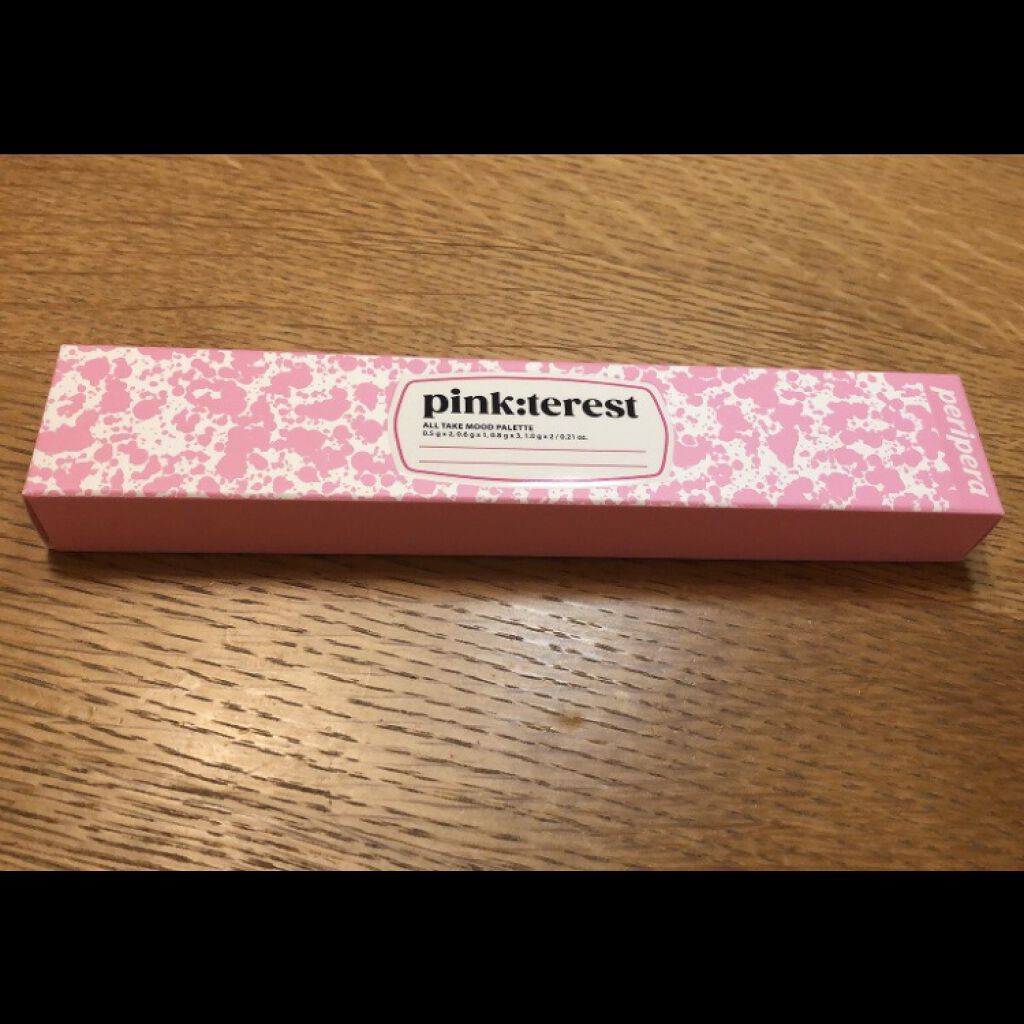 pink:terest
ALL TAKE MOOD PALETTE
0.5 g x 2, 0.6 g x 1, 0.8 g x 3, 1.0 g x 2 / 0.21 oz.
peripera